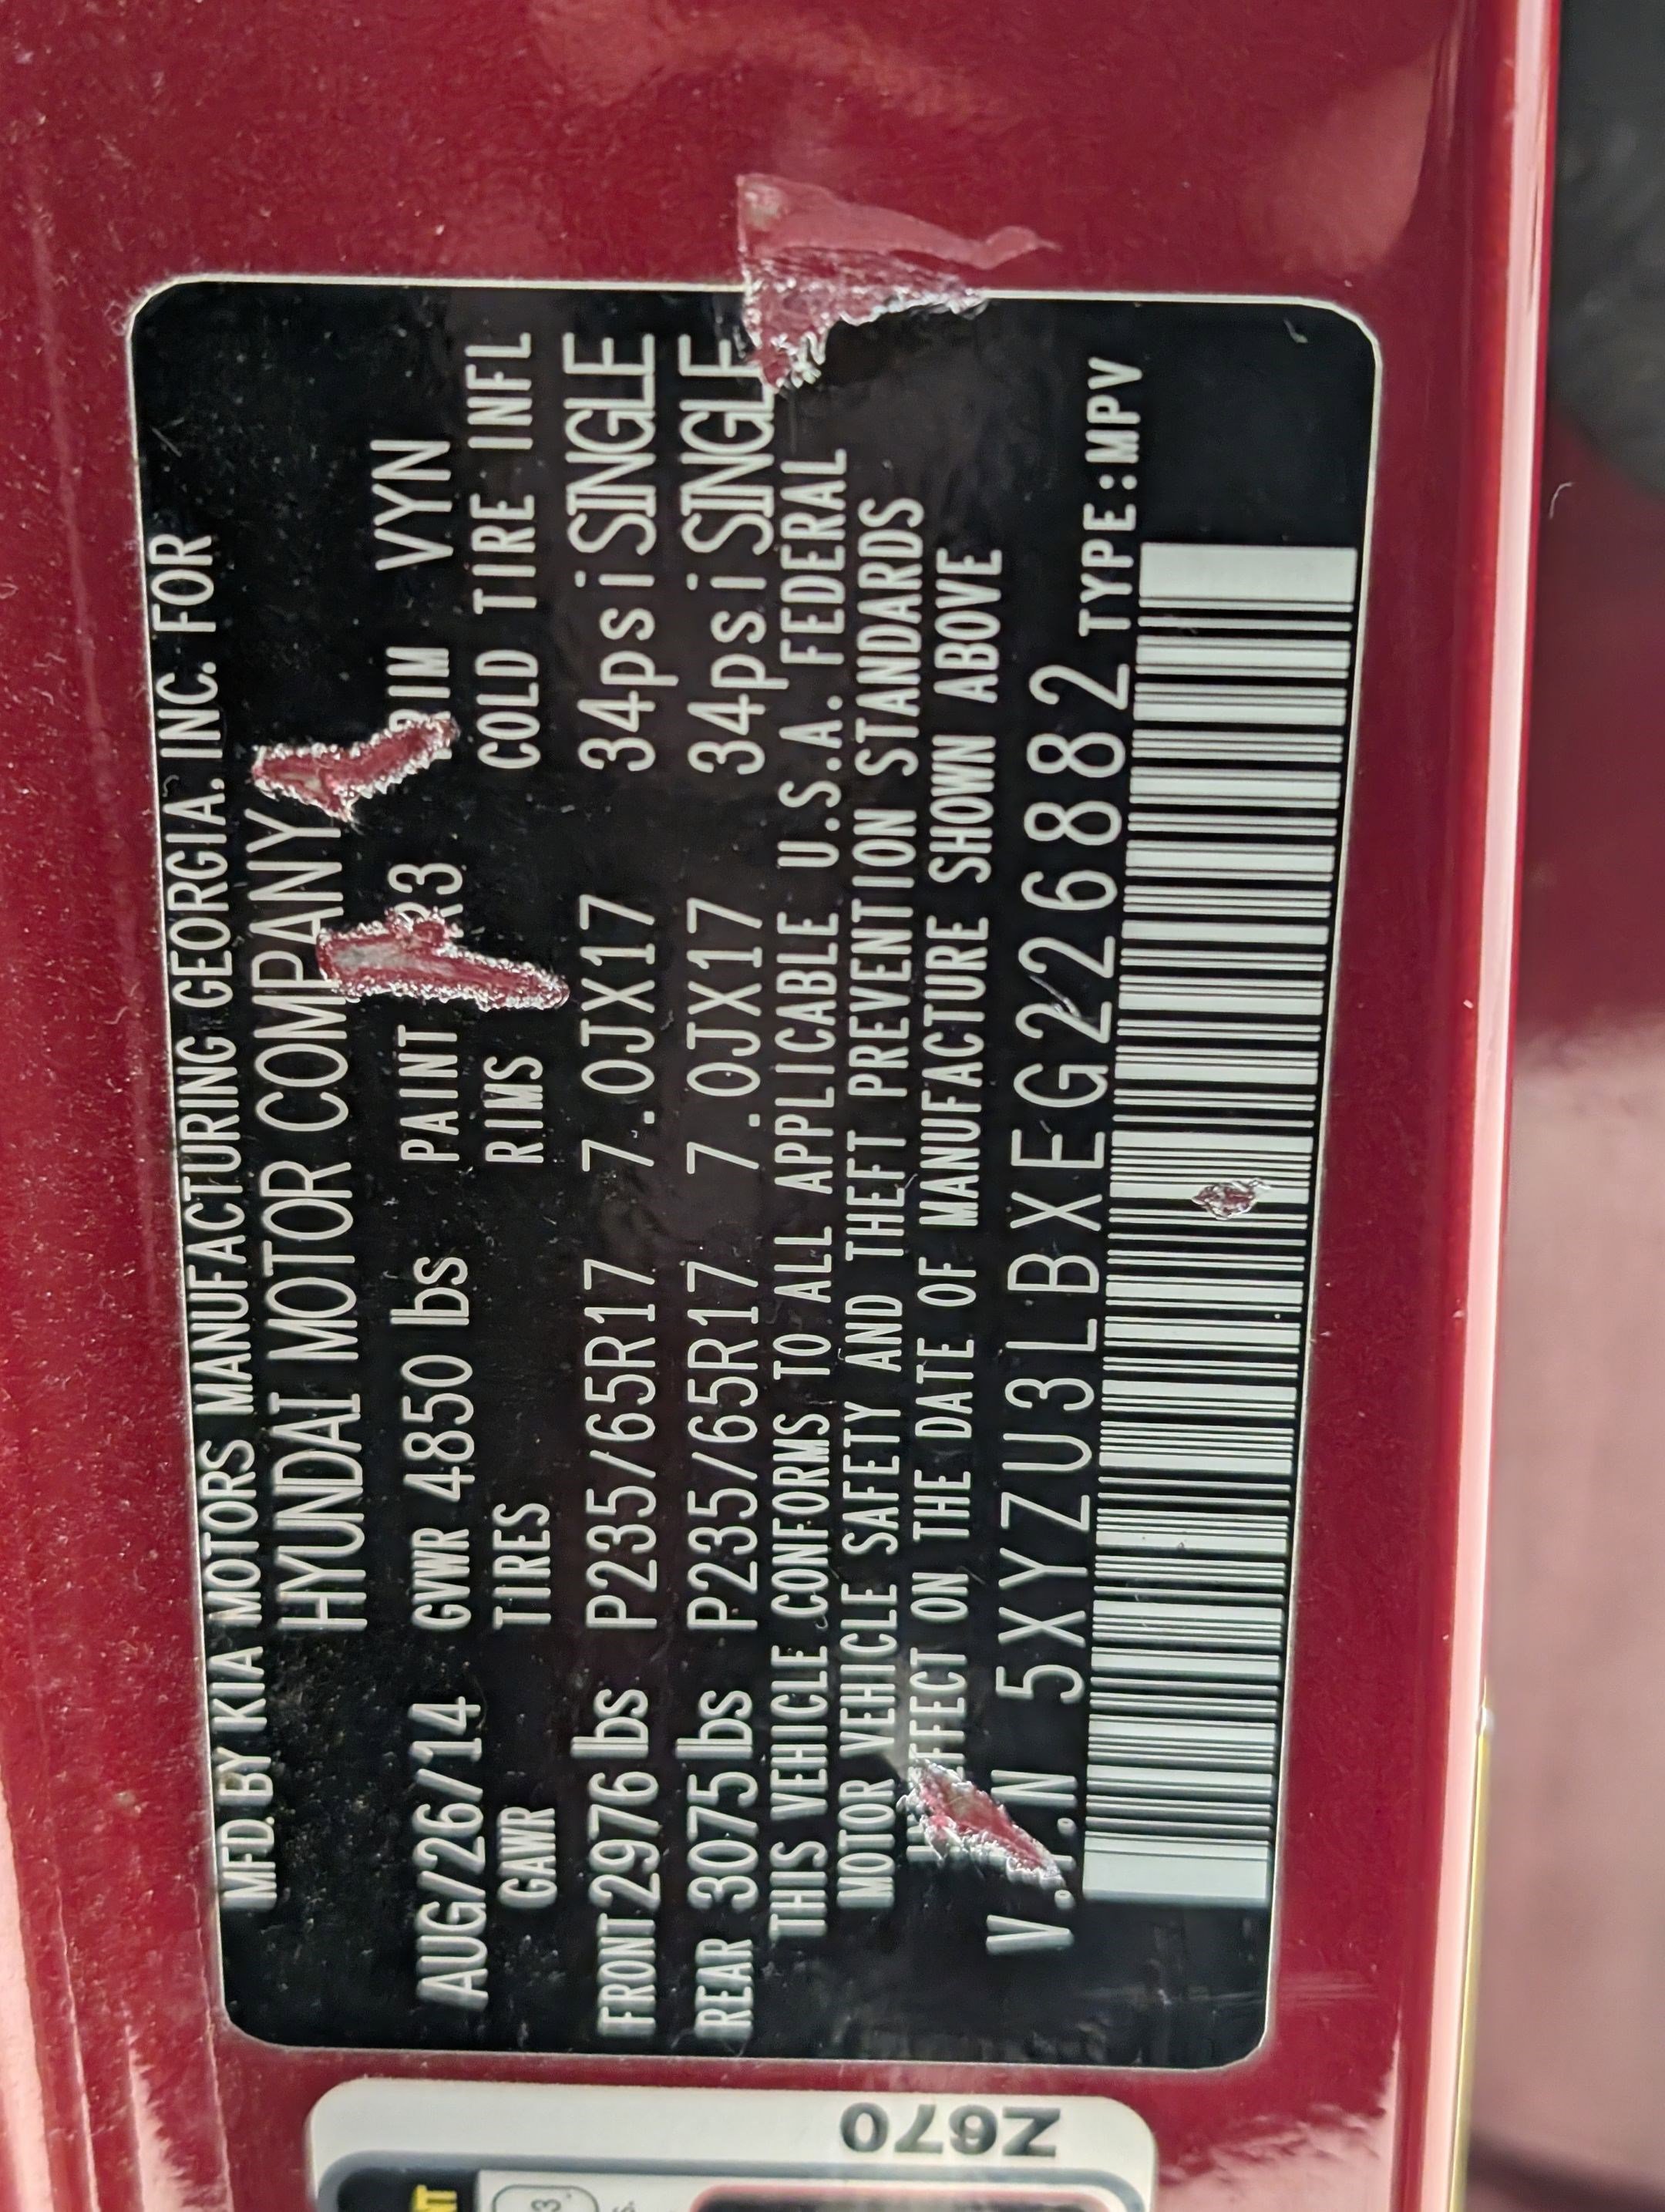 MFD.BY KIA MOTORS MANUFACTURING GEORGIA. INC. FOR
HYUNDAI MOTOR COMPANY
AUG/26/14 GVWR 4850 lbs PAINT R3 VYN
GAWR TIRES RIMS COLD TIRE INFL
FRONT 2976 lbs P235/65R17 7.0JX17 34psi SINGLE
REAR 3075 lbs P235/65R17 7.0JX17 34psi SINGLE
THIS VEHICLE CONFORMS TO ALL APPLICABLE U.S.A. FEDERAL
MOTOR VEHICLE SAFETY AND THEFT PREVENTION STANDARDS
EFFECT ON THE DATE OF MANUFACTURE SHOWN ABOVE
V.I.N 5XYZU3LBXEG226882 TYPE:MPV
Z670